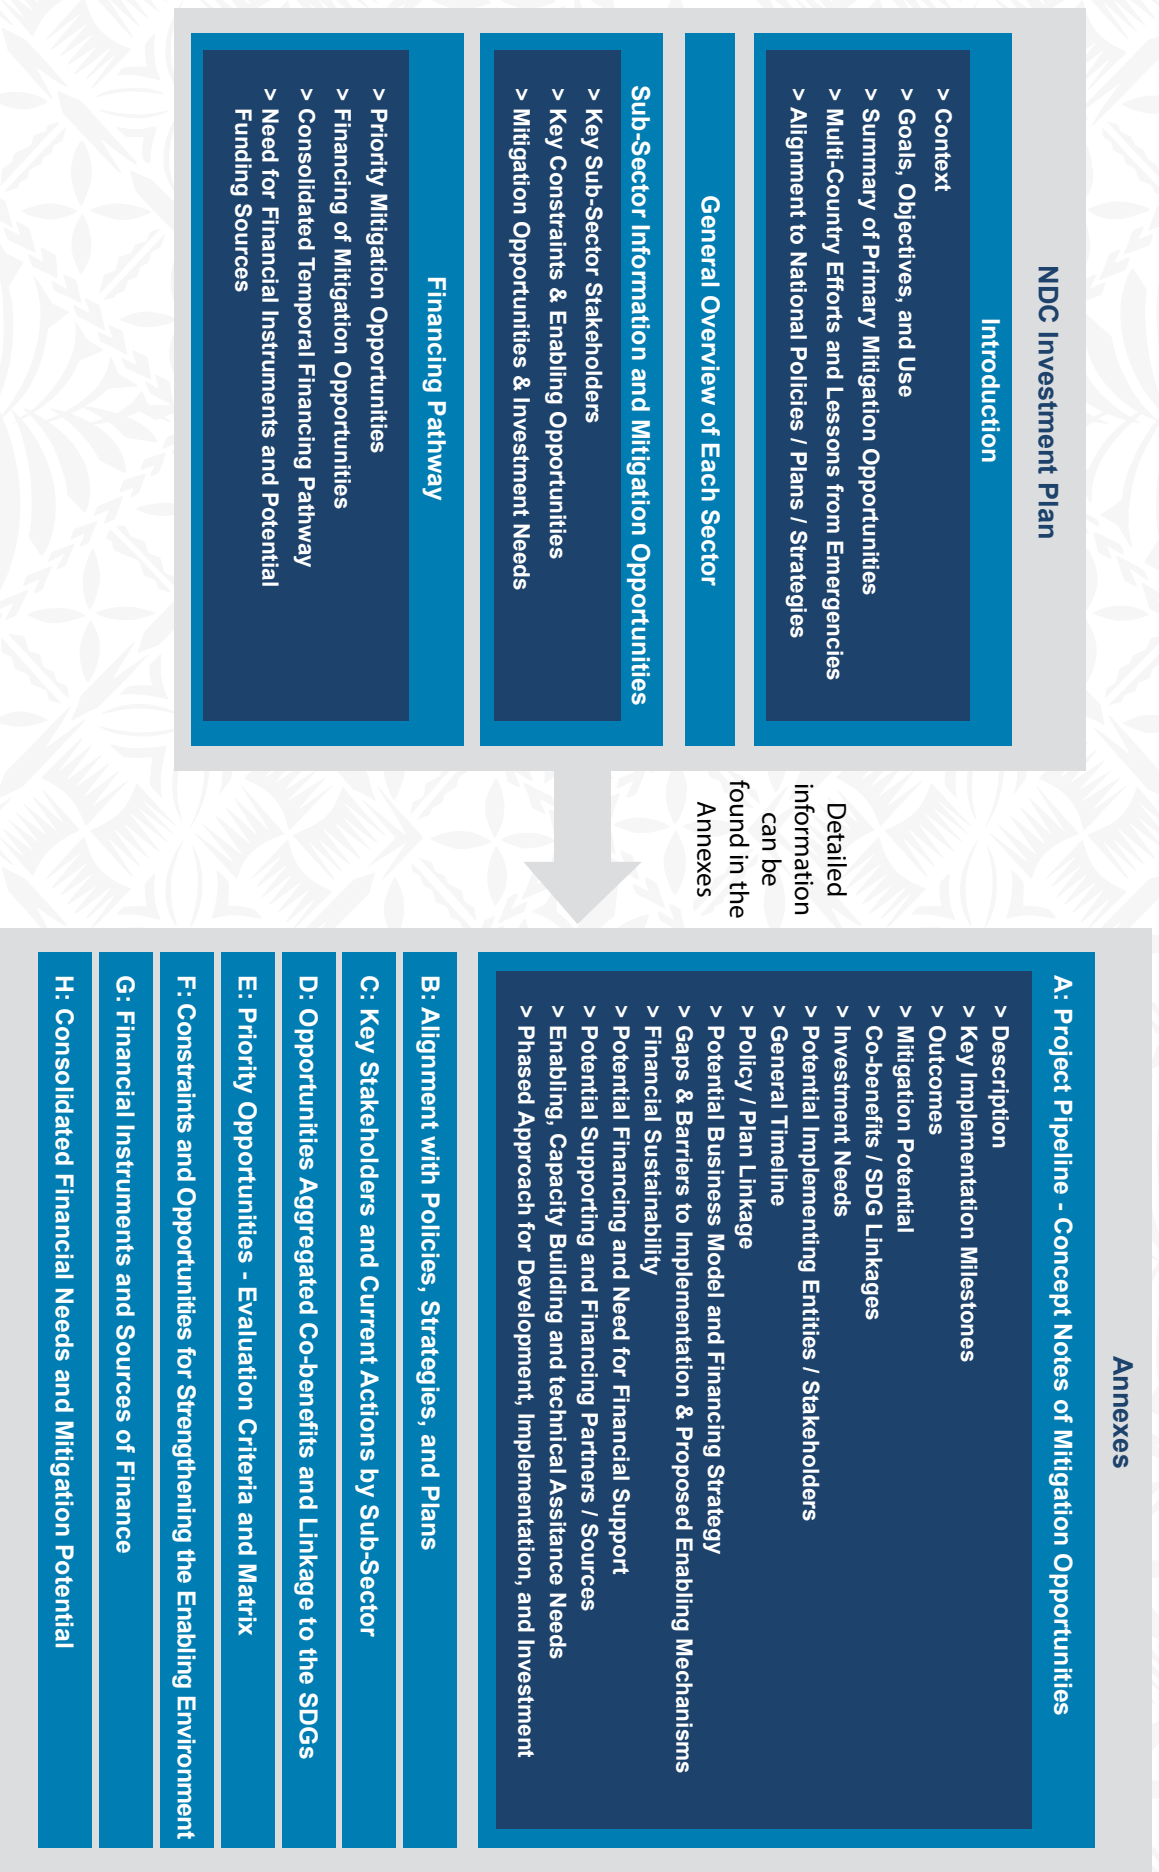 NDC Investment Plan
Introduction
> Context
> Goals, Objectives, and Use
> Summary of Primary Mitigation Opportunities
> Multi-Country Efforts and Lessons from Emergencies
> Alignment to National Policies / Plans / Strategies
General Overview of Each Sector
Sub-Sector Information and Mitigation Opportunities
> Key Sub-Sector Stakeholders
> Key Constraints & Enabling Opportunities
> Mitigation Opportunities & Investment Needs
Financing Pathway
> Priority Mitigation Opportunities
> Financing of Mitigation Opportunities
> Consolidated Temporal Financing Pathway
> Need for Financial Instruments and Potential
Funding Sources
Detailed
information
can be
found in the
Annexes
Annexes
A: Project Pipeline - Concept Notes of Mitigation Opportunities
> Description
> Key Implementation Milestones
> Outcomes
> Mitigation Potential
> Co-benefits / SDG Linkages
> Investment Needs
> Potential Implementing Entities / Stakeholders
> General Timeline
> Policy / Plan Linkage
> Potential Business Model and Financing Strategy
> Gaps & Barriers to Implementation & Proposed Enabling Mechanisms
> Financial Sustainability
> Potential Financing and Need for Financial Support
> Potential Supporting and Financing Partners / Sources
> Enabling, Capacity Building and technical Assitance Needs
> Phased Approach for Development, Implementation, and Investment
B: Alignment with Policies, Strategies, and Plans
C: Key Stakeholders and Current Actions by Sub-Sector
D: Opportunities Aggregated Co-benefits and Linkage to the SDGs
E: Priority Opportunities - Evaluation Criteria and Matrix
F: Constraints and Opportunities for Strengthening the Enabling Environment
G: Financial Instruments and Sources of Finance
H: Consolidated Financial Needs and Mitigation Potential